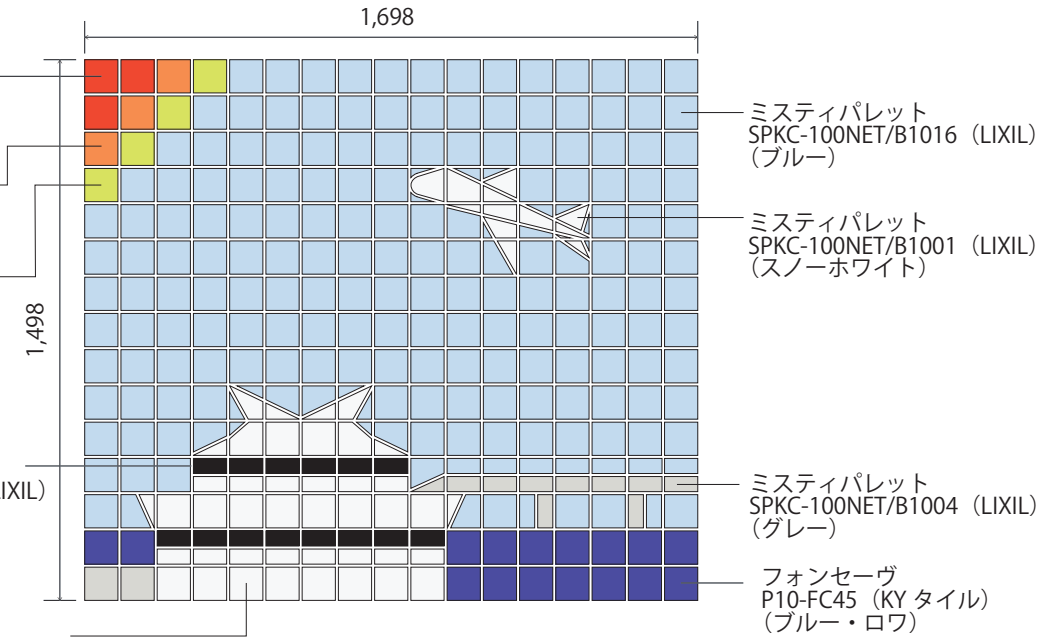 1,698
1,498
ミスティパレット
SPKC-100NET/B1016（LIXIL）
（ブルー）
ミスティパレット
SPKC-100NET/B1001（LIXIL）
（スノーホワイト）
IXIL）
ミスティパレット
SPKC-100NET/B1004（LIXIL）
（グレー）
フォンセーヴ
P10-FC45（KY タイル）
（ブルー・ロワ）